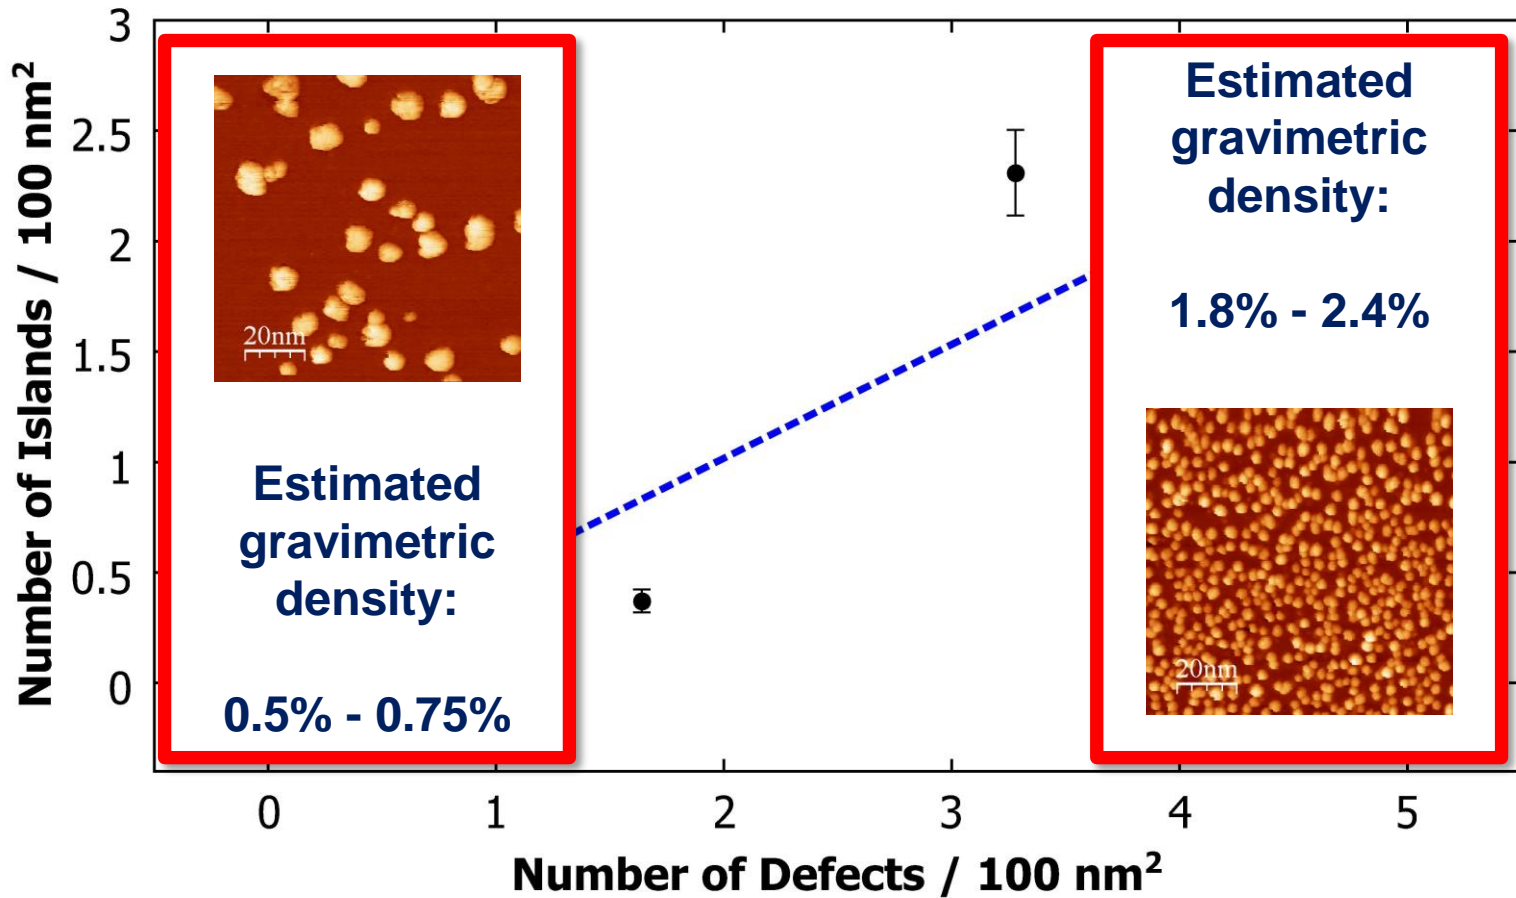 3
2.5
2
1.5
1
0.5
0
Number of Islands / 100 nm²
20nm
Estimated
gravimetric
density:
0.5% - 0.75%
Estimated
gravimetric
density:
1.8% - 2.4%
20nm
0 1 2 3 4 5
Number of Defects / 100 nm²